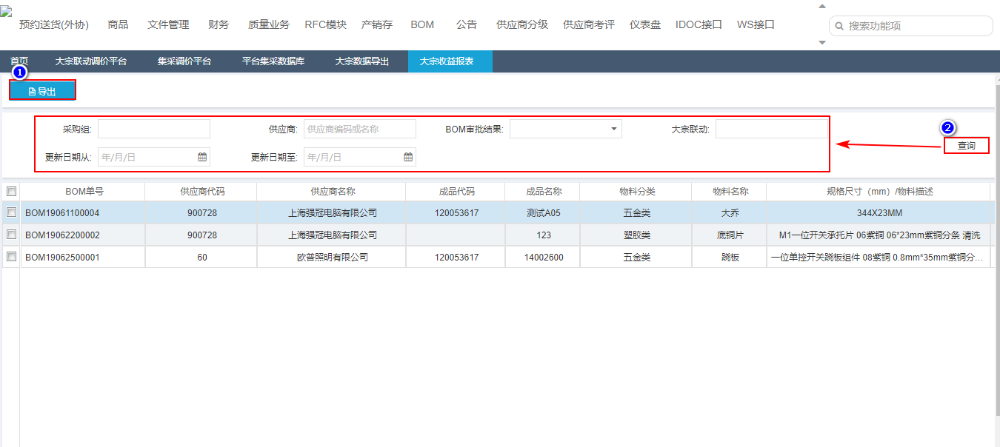 预约送货(外协) 商品 文件管理 财务 质量业务 RFC模块 产销存 BOM 公告 供应商分级 供应商考评 仪表盘 IDOC接口 WS接口 搜索功能项
首页 大宗联动调价平台 集采调价平台 平台集采数据库 大宗数据导出 大宗收益报表
1
导出
采购组: 供应商: 供应商编码或名称 BOM审批结果: 大宗联动:
2
查询
更新日期从: 年/月/日 更新日期至: 年/月/日
BOM单号 供应商代码 供应商名称 成品代码 成品名称 物料分类 物料名称 规格尺寸（mm）/物料描述
BOM19061100004 900728 上海强冠电脑有限公司 120053617 测试A05 五金类 大乔 344X23MM
BOM19062200002 900728 上海强冠电脑有限公司 123 塑胶类 底铜片 M1一位开关承托片 06紫铜 06*23mm紫铜分条 清洗
BOM19062500001 60 欧普照明有限公司 120053617 14002600 五金类 跷板 一位单控开关跷板组件 08紫铜 0.8mm*35mm紫铜分...